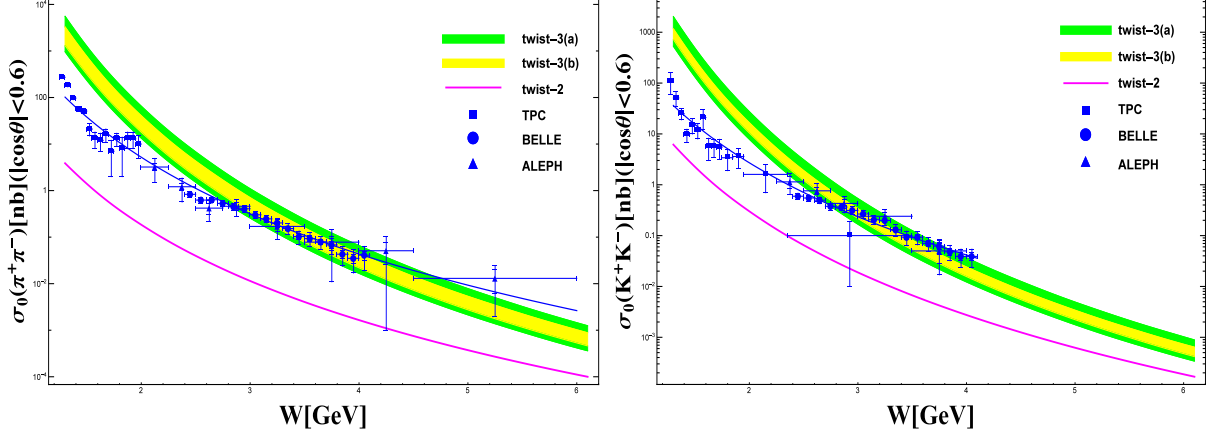 10⁴
100
1
10⁻²
10⁻⁴
2
3
4
5
6
σ₀(π⁺π⁻)[nb](|cosθ|<0.6)
W[GeV]
twist–3(a)
twist–3(b)
twist–2
TPC
BELLE
ALEPH
1000
100
10
1
0.1
10⁻²
10⁻³
2
3
4
5
6
σ₀(K⁺K⁻)[nb](|cosθ|<0.6)
W[GeV]
twist–3(a)
twist–3(b)
twist–2
TPC
BELLE
ALEPH